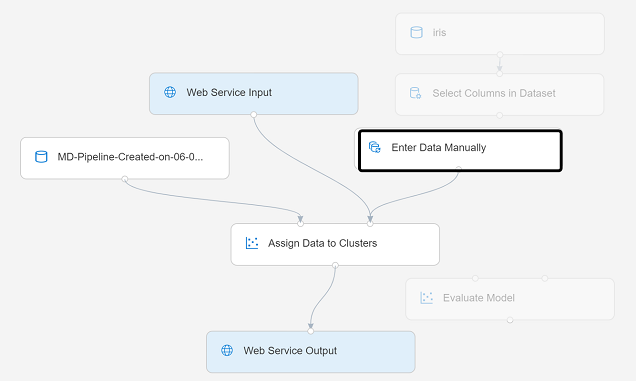 iris
Web Service Input
Select Columns in Dataset
Enter Data Manually
MD-Pipeline-Created-on-06-0...
Assign Data to Clusters
Evaluate Model
Web Service Output